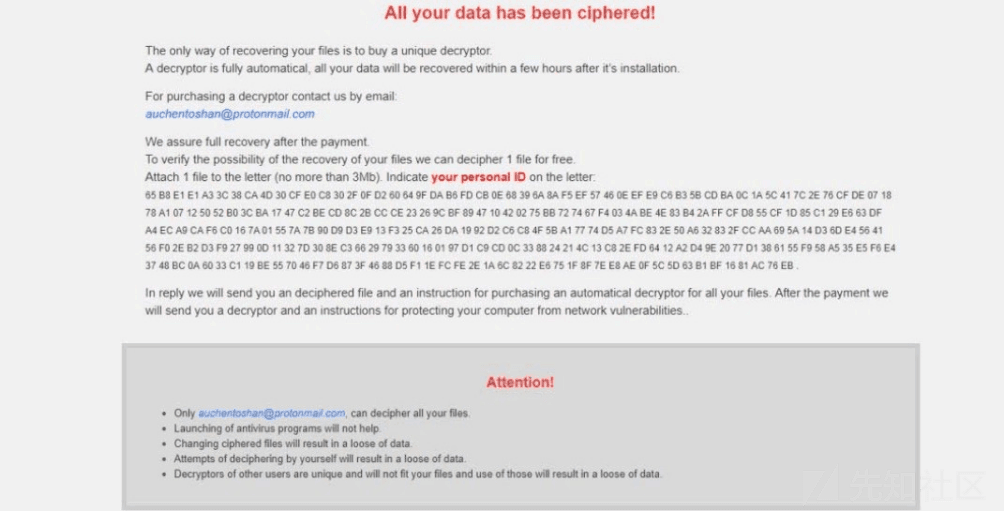 All your data has been ciphered!
The only way of recovering your files is to buy a unique decryptor.
A decryptor is fully automatical, all your data will be recovered within a few hours after it's installation.
For purchasing a decryptor contact us by email:
auchentoshan@protonmail.com
We assure full recovery after the payment.
To verify the possibility of the recovery of your files we can decipher 1 file for free.
Attach 1 file to the letter (no more than 3Mb). Indicate your personal ID on the letter:
65 B8 E1 E1 A3 3C 38 CA 4D 30 CF E0 C8 30 2F 0F D2 60 64 9F DA B6 FD CB 0E 68 39 6A 8A F5 EF 57 46 0E EF E9 C6 B3 5B CD BA 0C 1A 5C 41 7C 2E 76 CF DE 07 18
78 A1 07 12 50 52 B0 3C BA 17 47 C2 BE CD 8C 2B CC CE 23 26 9C BF 89 47 10 42 02 75 BB 72 74 67 F4 03 4A BE 4E 83 B4 2A FF CF D8 55 CF 1D 85 C1 29 E6 63 DF
A4 EC A9 CA F6 C0 16 7A 01 55 7A 7B 90 D9 D3 E9 13 F3 25 CA 26 DA 19 92 D2 C6 C8 4F 5B A1 77 74 D5 A7 FC 83 2E 50 A6 32 83 2F CC AA 69 5A 14 D3 6D E4 56 41
56 F0 2E B2 D3 F9 27 99 0D 11 32 7D 30 8E C3 66 29 79 33 60 16 01 97 D1 C9 CD 0C 33 88 24 21 4C 13 C8 2E FD 64 12 A2 D4 9E 20 77 D1 38 61 55 F9 58 A5 35 E5 F6 E4
37 48 BC 0A 60 33 C1 19 BE 55 70 46 F7 D6 87 3F 46 88 D5 F1 1E FC FE 2E 1A 6C 82 22 E6 75 1F 8F 7E E8 AE 0F 5C 5D 63 B1 BF 16 81 AC 76 EB .
In reply we will send you an deciphered file and an instruction for purchasing an automatical decryptor for all your files. After the payment we
will send you a decryptor and an instructions for protecting your computer from network vulnerabilities..
Attention!
• Only auchentoshan@protonmail.com, can decipher all your files.
• Launching of antivirus programs will not help.
• Changing ciphered files will result in a loose of data.
• Attempts of deciphering by yourself will result in a loose of data.
• Decryptors of other users are unique and will not fit your files and use of those will result in a loose of data.
先知社区